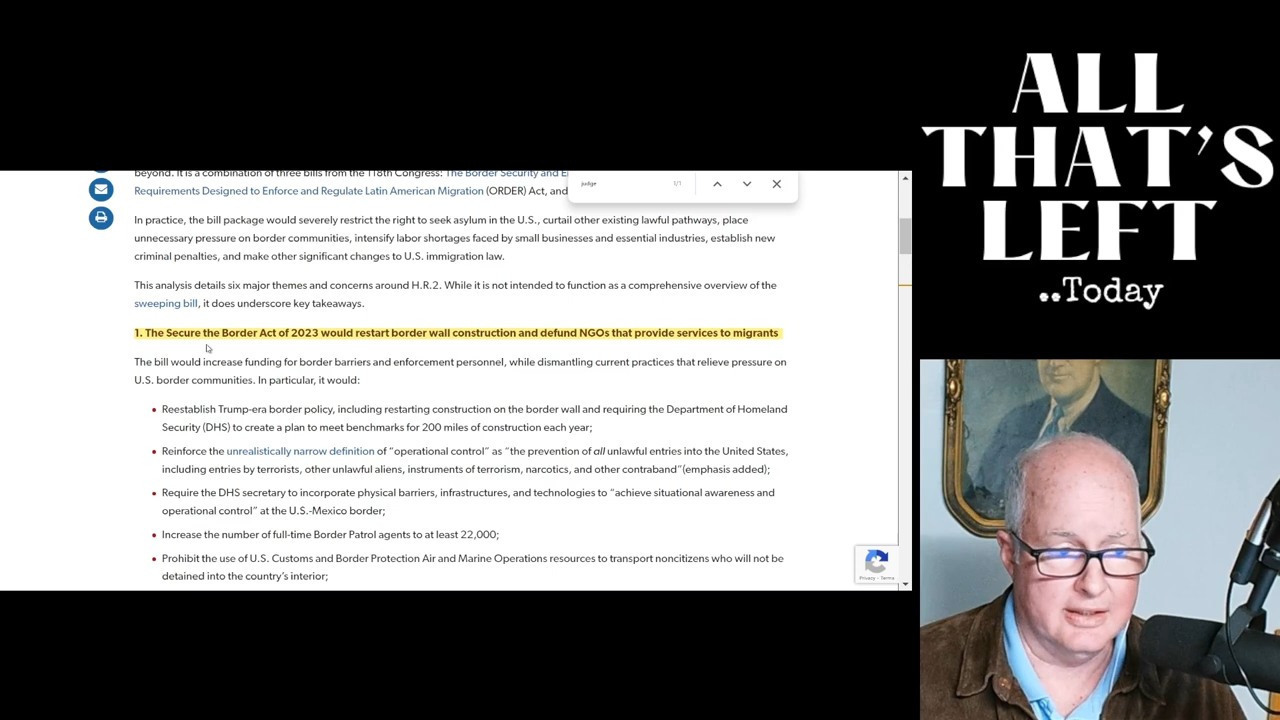 beyond. It is a combination of three bills from the 118th Congress: The Border Security and E
Requirements Designed to Enforce and Regulate Latin American Migration (ORDER) Act, and
judge
1/1
In practice, the bill package would severely restrict the right to seek asylum in the U.S., curtail other existing lawful pathways, place
unnecessary pressure on border communities, intensify labor shortages faced by small businesses and essential industries, establish new
criminal penalties, and make other significant changes to U.S. immigration law.
This analysis details six major themes and concerns around H.R.2. While it is not intended to function as a comprehensive overview of the
sweeping bill, it does underscore key takeaways.
1. The Secure the Border Act of 2023 would restart border wall construction and defund NGOs that provide services to migrants
The bill would increase funding for border barriers and enforcement personnel, while dismantling current practices that relieve pressure on
U.S. border communities. In particular, it would:
• Reestablish Trump-era border policy, including restarting construction on the border wall and requiring the Department of Homeland
Security (DHS) to create a plan to meet benchmarks for 200 miles of construction each year;
• Reinforce the unrealistically narrow definition of “operational control” as “the prevention of all unlawful entries into the United States,
including entries by terrorists, other unlawful aliens, instruments of terrorism, narcotics, and other contraband”(emphasis added);
• Require the DHS secretary to incorporate physical barriers, infrastructures, and technologies to “achieve situational awareness and
operational control” at the U.S.-Mexico border;
• Increase the number of full-time Border Patrol agents to at least 22,000;
• Prohibit the use of U.S. Customs and Border Protection Air and Marine Operations resources to transport noncitizens who will not be
detained into the country’s interior;
Privacy - Terms
ALL
THAT’S
LEFT
..Today